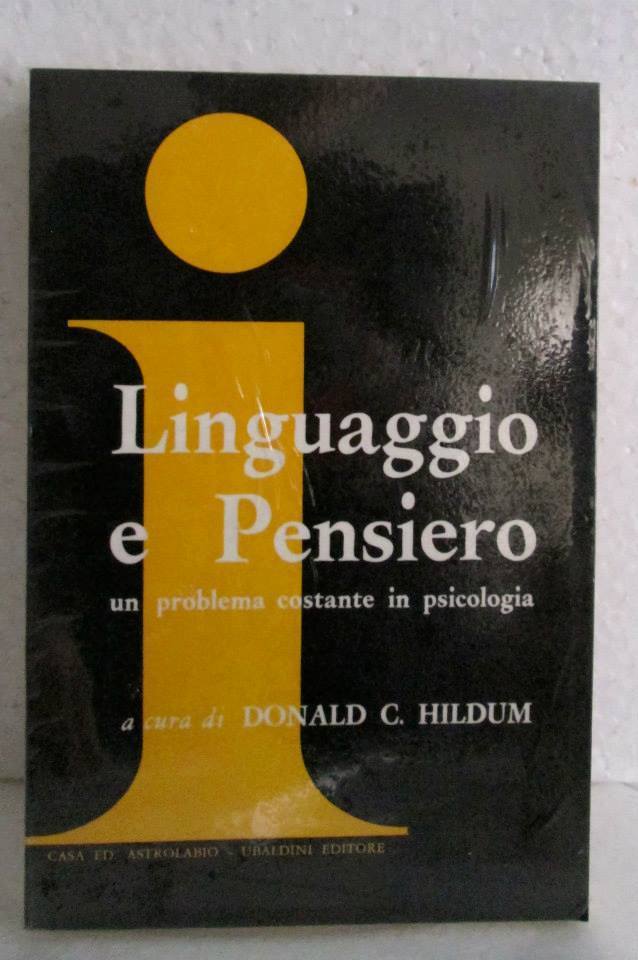 Linguaggio
e Pensiero
un problema costante in psicologia
a cura di DONALD C. HILDUM
CASA ED. ASTROLABIO - UBALDINI EDITORE